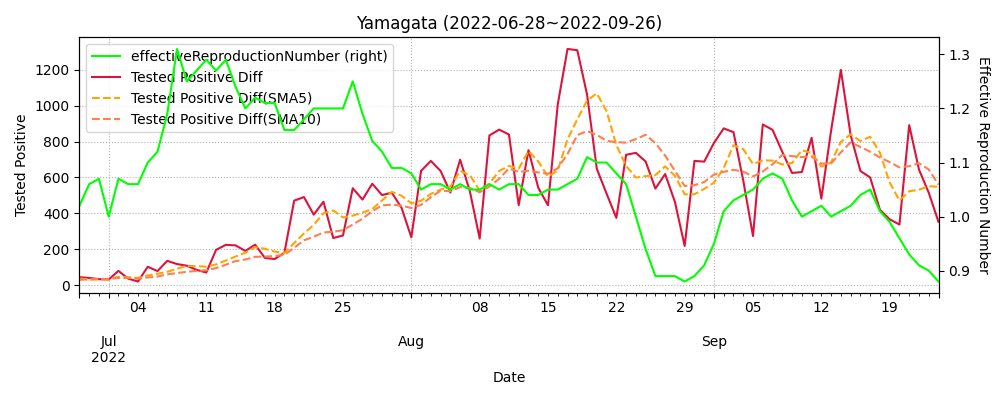 Yamagata (2022-06-28~2022-09-26)
effectiveReproductionNumber (right)
Tested Positive Diff
Tested Positive Diff(SMA5)
Tested Positive Diff(SMA10)
Tested Positive
1200
1000
800
600
400
200
0
1.3
1.2
1.1
1.0
0.9
Effective Reproduction Number
04 11 18 25 08 15 22 29 05 12 19
Jul Aug Sep
2022
Date